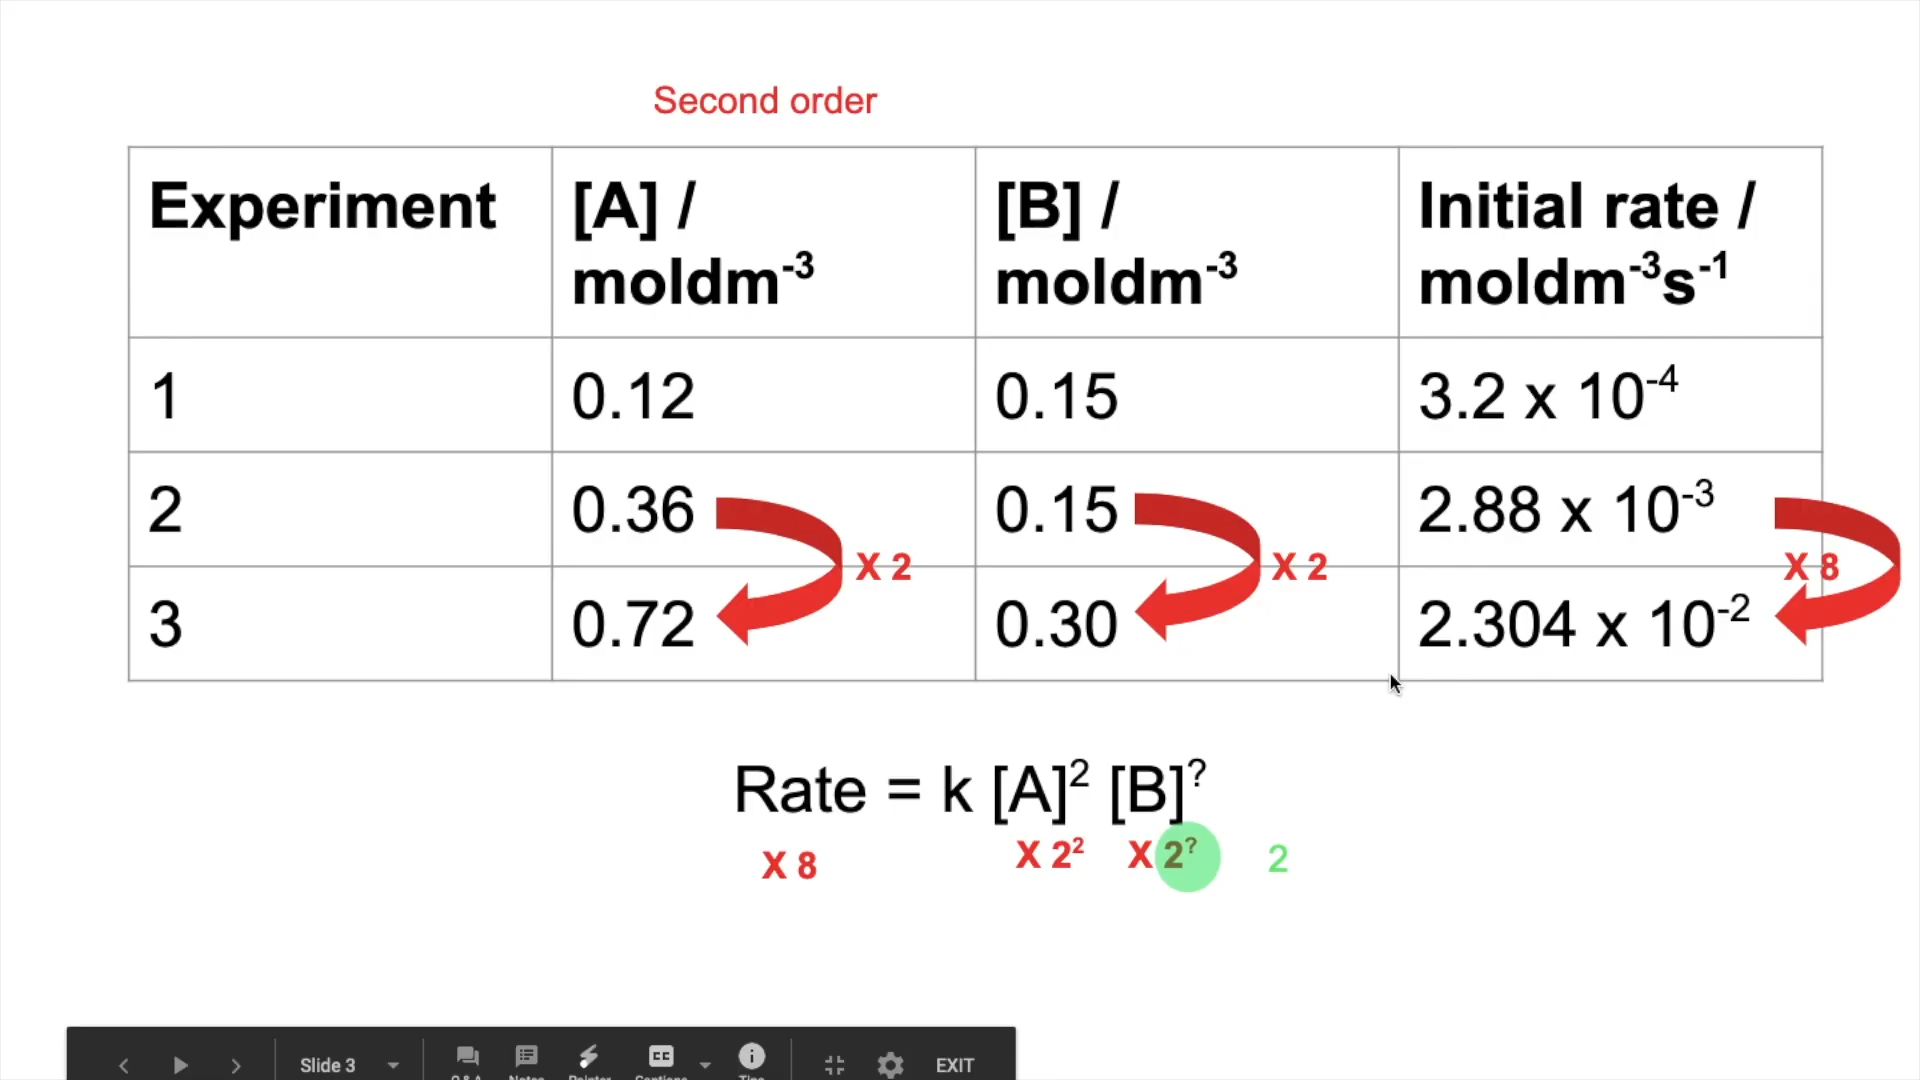 Second order
Experiment
[A] /
moldm⁻³
[B] /
moldm⁻³
Initial rate /
moldm⁻³s⁻¹
1
0.12
0.15
3.2 x 10⁻⁴
2
0.36
0.15
2.88 x 10⁻³
X 2
X 2
X 8
3
0.72
0.30
2.304 x 10⁻²
Rate = k [A]² [B]^?
X 8
X 2²
X 2^?
2
Slide 3
EXIT